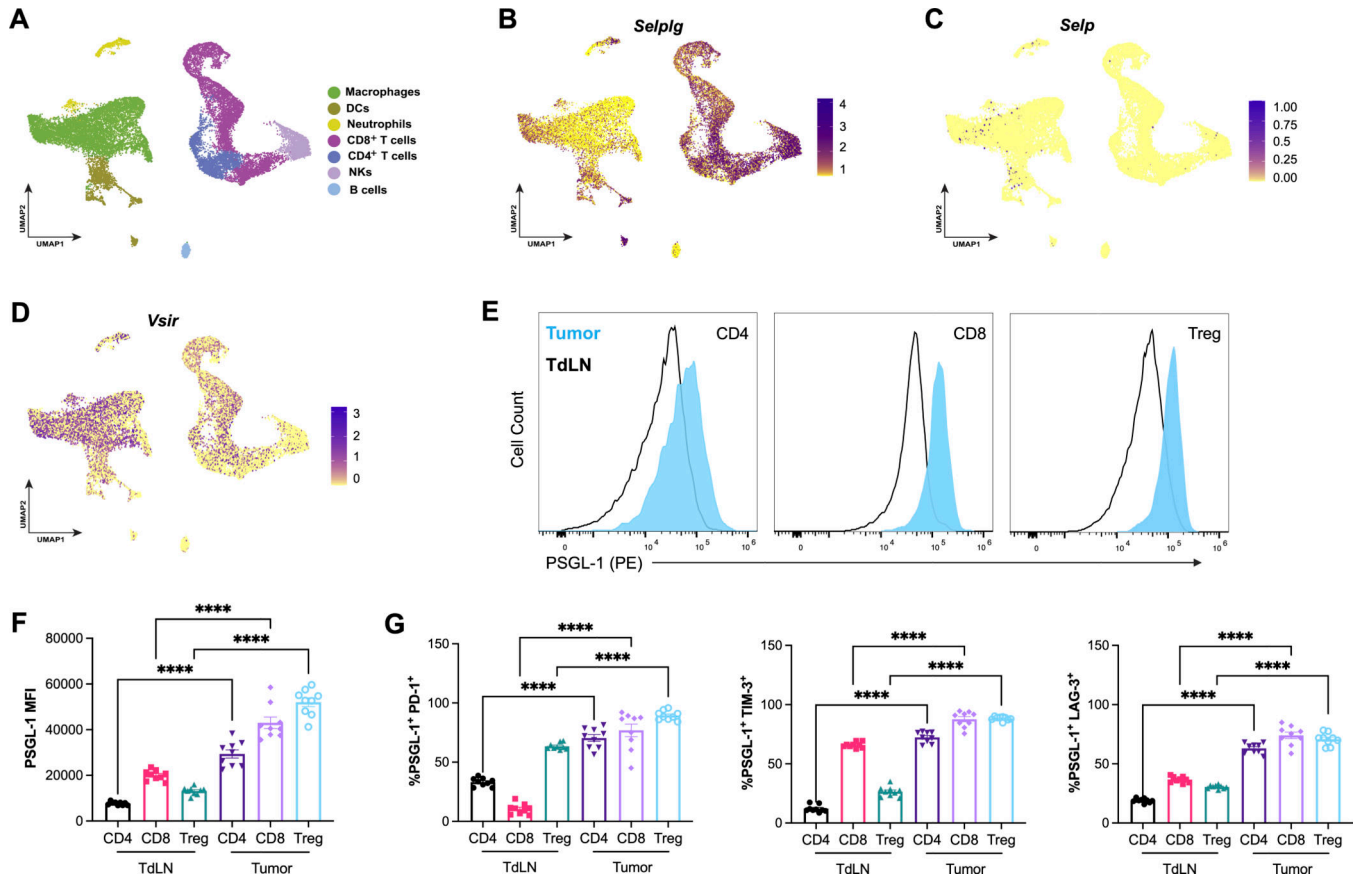 A
Macrophages
DCs
Neutrophils
CD8⁺ T cells
CD4⁺ T cells
NKs
B cells
UMAP2
UMAP1
B
Selplg
4
3
2
1
UMAP2
UMAP1
C
Selp
1.00
0.75
0.50
0.25
0.00
UMAP2
UMAP1
D
Vsir
3
2
1
0
UMAP2
UMAP1
E
Tumor
TdLN
CD4
CD8
Treg
Cell Count
0 10⁴ 10⁵ 10⁶
0 10⁴ 10⁵ 10⁶
0 10⁴ 10⁵ 10⁶
PSGL-1 (PE)
F
PSGL-1 MFI
80000
60000
40000
20000
0
****
****
****
CD4 CD8 Treg CD4 CD8 Treg
TdLN Tumor
G
%PSGL-1⁺ PD-1⁺
150
100
50
0
****
****
****
CD4 CD8 Treg CD4 CD8 Treg
TdLN Tumor
%PSGL-1⁺ TIM-3⁺
150
100
50
0
****
****
****
CD4 CD8 Treg CD4 CD8 Treg
TdLN Tumor
%PSGL-1⁺ LAG-3⁺
150
100
50
0
****
****
****
CD4 CD8 Treg CD4 CD8 Treg
TdLN Tumor